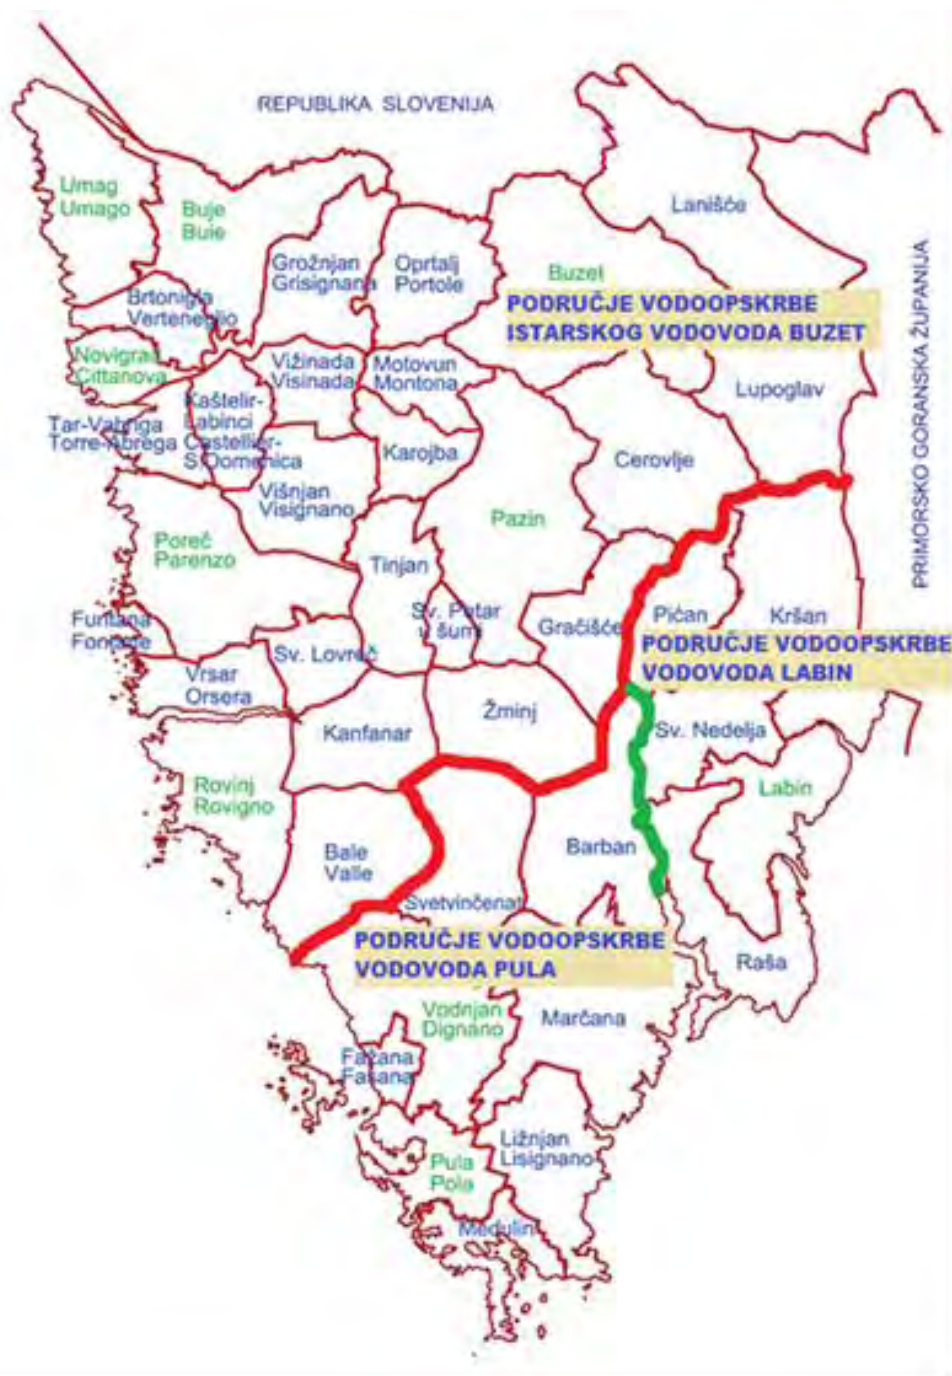 REPUBLIKA SLOVENIJA
Umag
Umago
Buje
Buie
Lanišće
Grožnjan
Grisignana
Oprtalj
Portole
Buzet
PODRUČJE VODOOPSKRBE
ISTARSKOG VODOVODA BUZET
PRIMORSKO GORANSKA ŽUPANIJA
Brtonigla
Verteneglio
Novigrad
Cittanova
Vižinada
Visinada
Motovun
Montona
Lupoglav
Kaštelir-
Labinci
Castellier-
S.Domenica
Tar-Vabriga
Torre-Abrega
Karojba
Cerovlje
Višnjan
Visignano
Pazin
Poreč
Parenzo
Tinjan
Sv. Petar
u šumi
Gračišće
Pićan
Kršan
Funtana
Fontane
Sv. Lovreč
PODRUČJE VODOOPSKRBE
VODOVODA LABIN
Vrsar
Orsera
Kanfanar
Žminj
Sv. Nedelja
Rovinj
Rovigno
Labin
Bale
Valle
Barban
Svetvinčenat
PODRUČJE VODOOPSKRBE
VODOVODA PULA
Raša
Vodnjan
Dignano
Marčana
Fažana
Fasana
Ližnjan
Lisignano
Pula
Pola
Medulin